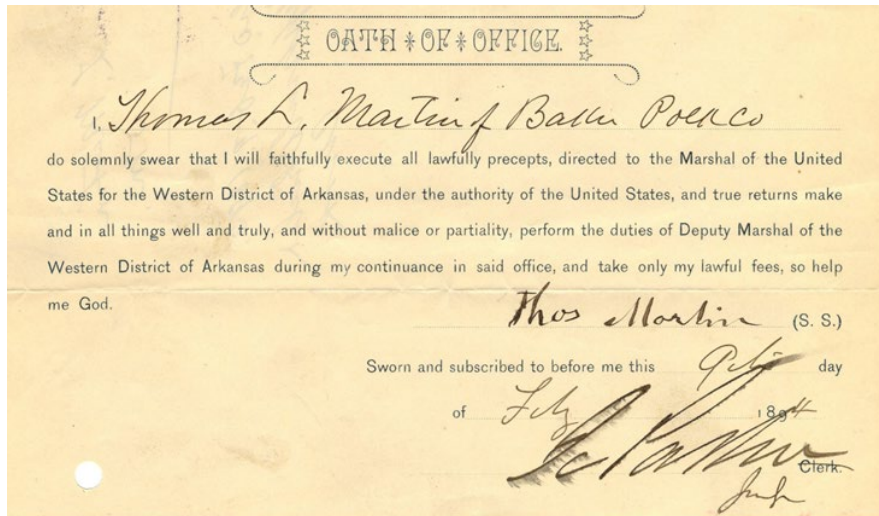 OATH * OF * OFFICE.
I, Thomas L. Martin of Baker Polk Co
do solemnly swear that I will faithfully execute all lawfully precepts, directed to the Marshal of the United
States for the Western District of Arkansas, under the authority of the United States, and true returns make
and in all things well and truly, and without malice or partiality, perform the duties of Deputy Marshal of the
Western District of Arkansas during my continuance in said office, and take only my lawful fees, so help
me God.
Thos Martin (S. S.)
Sworn and subscribed to before me this 9th day
of Feby 1894
Parker Clerk.
Judge